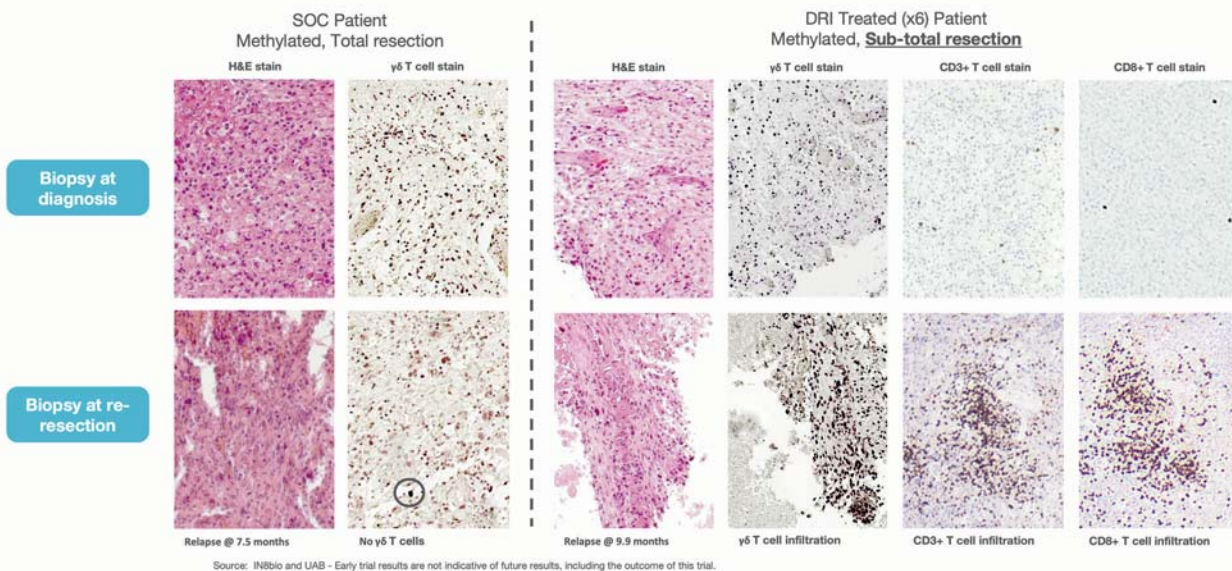 SOC Patient
Methylated, Total resection
DRI Treated (x6) Patient
Methylated, Sub-total resection
H&E stain
γδ T cell stain
H&E stain
γδ T cell stain
CD3+ T cell stain
CD8+ T cell stain
Biopsy at
diagnosis
Biopsy at re-
resection
Relapse @ 7.5 months
No γδ T cells
Relapse @ 9.9 months
γδ T cell infiltration
CD3+ T cell infiltration
CD8+ T cell infiltration
Source: IN8bio and UAB - Early trial results are not indicative of future results, including the outcome of this trial.